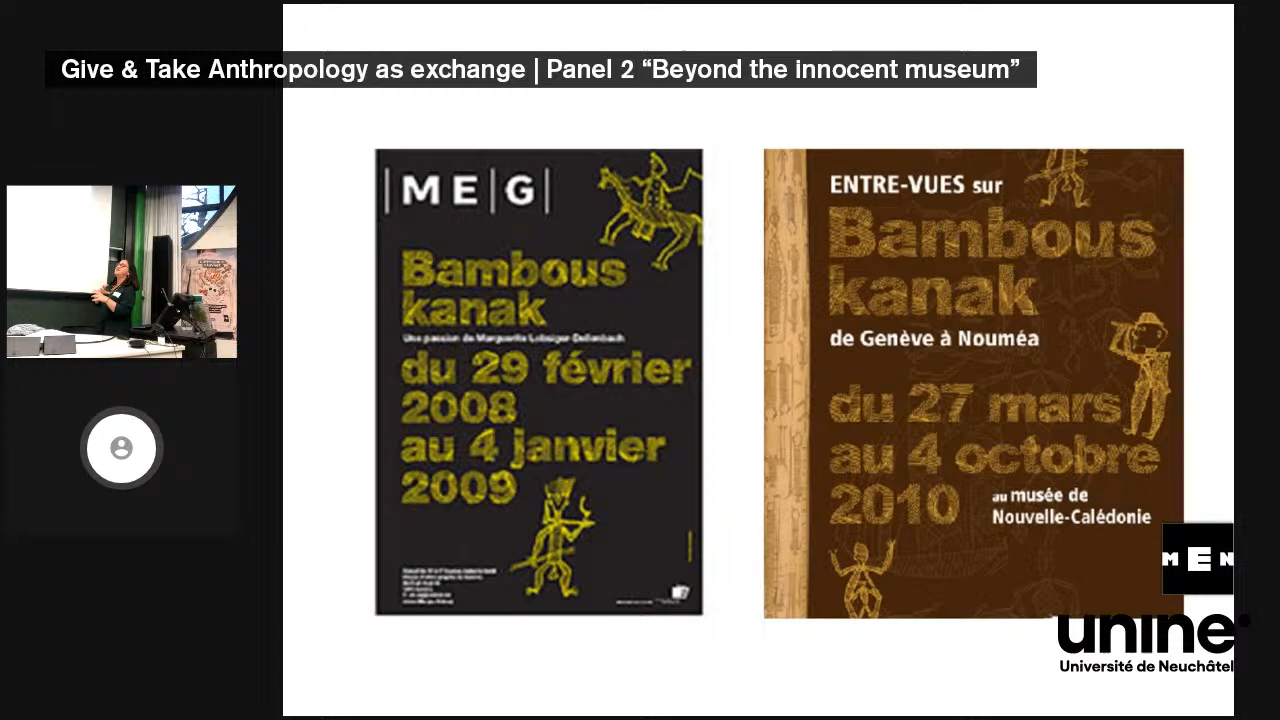 Give & Take Anthropology as exchange | Panel 2 “Beyond the innocent museum”
|M E|G|
Bambous
kanak
Une passion de Marguerite Lobsiger-Dellenbach
du 29 février
2008
au 4 janvier
2009
ENTRE-VUES sur
Bambous
kanak
de Genève à Nouméa
du 27 mars
au 4 octobre
2010
au musée de
Nouvelle-Calédonie
MEN
unine
Université de Neuchâtel